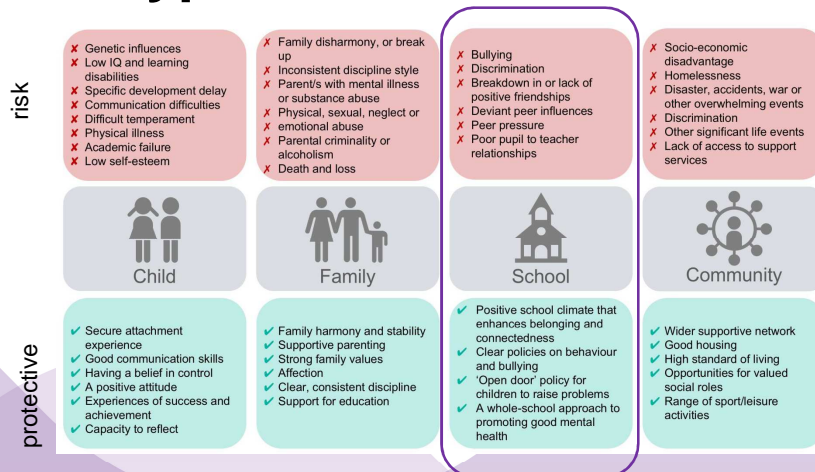 risk
✗ Genetic influences
✗ Low IQ and learning
disabilities
✗ Specific development delay
✗ Communication difficulties
✗ Difficult temperament
✗ Physical illness
✗ Academic failure
✗ Low self-esteem
✗ Family disharmony, or break
up
✗ Inconsistent discipline style
✗ Parent/s with mental illness
or substance abuse
✗ Physical, sexual, neglect or
✗ emotional abuse
✗ Parental criminality or
alcoholism
✗ Death and loss
✗ Bullying
✗ Discrimination
✗ Breakdown in or lack of
positive friendships
✗ Deviant peer influences
✗ Peer pressure
✗ Poor pupil to teacher
relationships
✗ Socio-economic
disadvantage
✗ Homelessness
✗ Disaster, accidents, war or
other overwhelming events
✗ Discrimination
✗ Other significant life events
✗ Lack of access to support
services
Child
Family
School
Community
protective
✔ Secure attachment
experience
✔ Good communication skills
✔ Having a belief in control
✔ A positive attitude
✔ Experiences of success and
achievement
✔ Capacity to reflect
✔ Family harmony and stability
✔ Supportive parenting
✔ Strong family values
✔ Affection
✔ Clear, consistent discipline
✔ Support for education
✔ Positive school climate that
enhances belonging and
connectedness
✔ Clear policies on behaviour
and bullying
✔ ‘Open door’ policy for
children to raise problems
✔ A whole-school approach to
promoting good mental
health
✔ Wider supportive network
✔ Good housing
✔ High standard of living
✔ Opportunities for valued
social roles
✔ Range of sport/leisure
activities